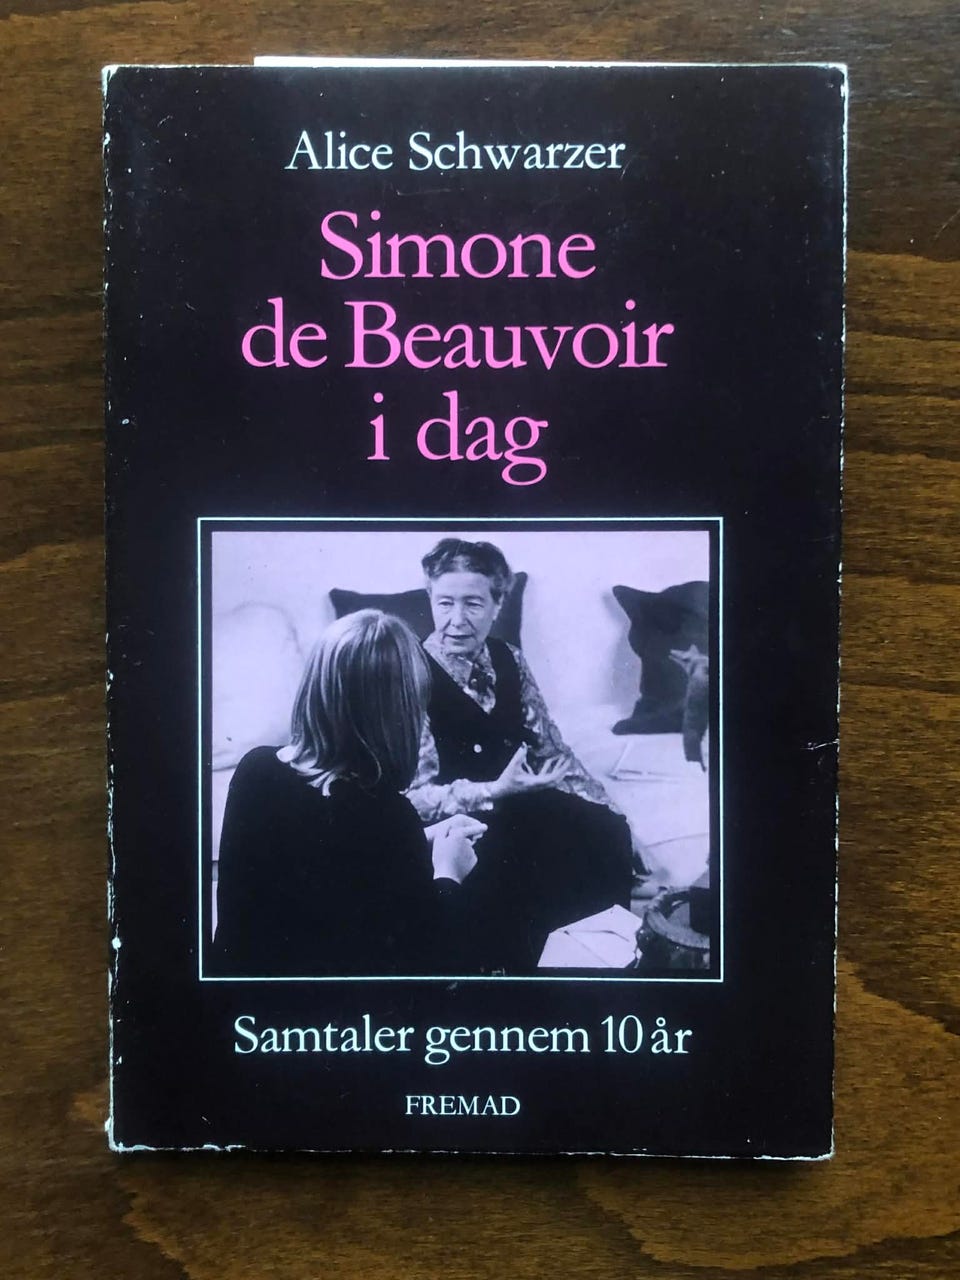 Alice Schwarzer
Simone
de Beauvoir
i dag
Samtaler gennem 10 år
FREMAD